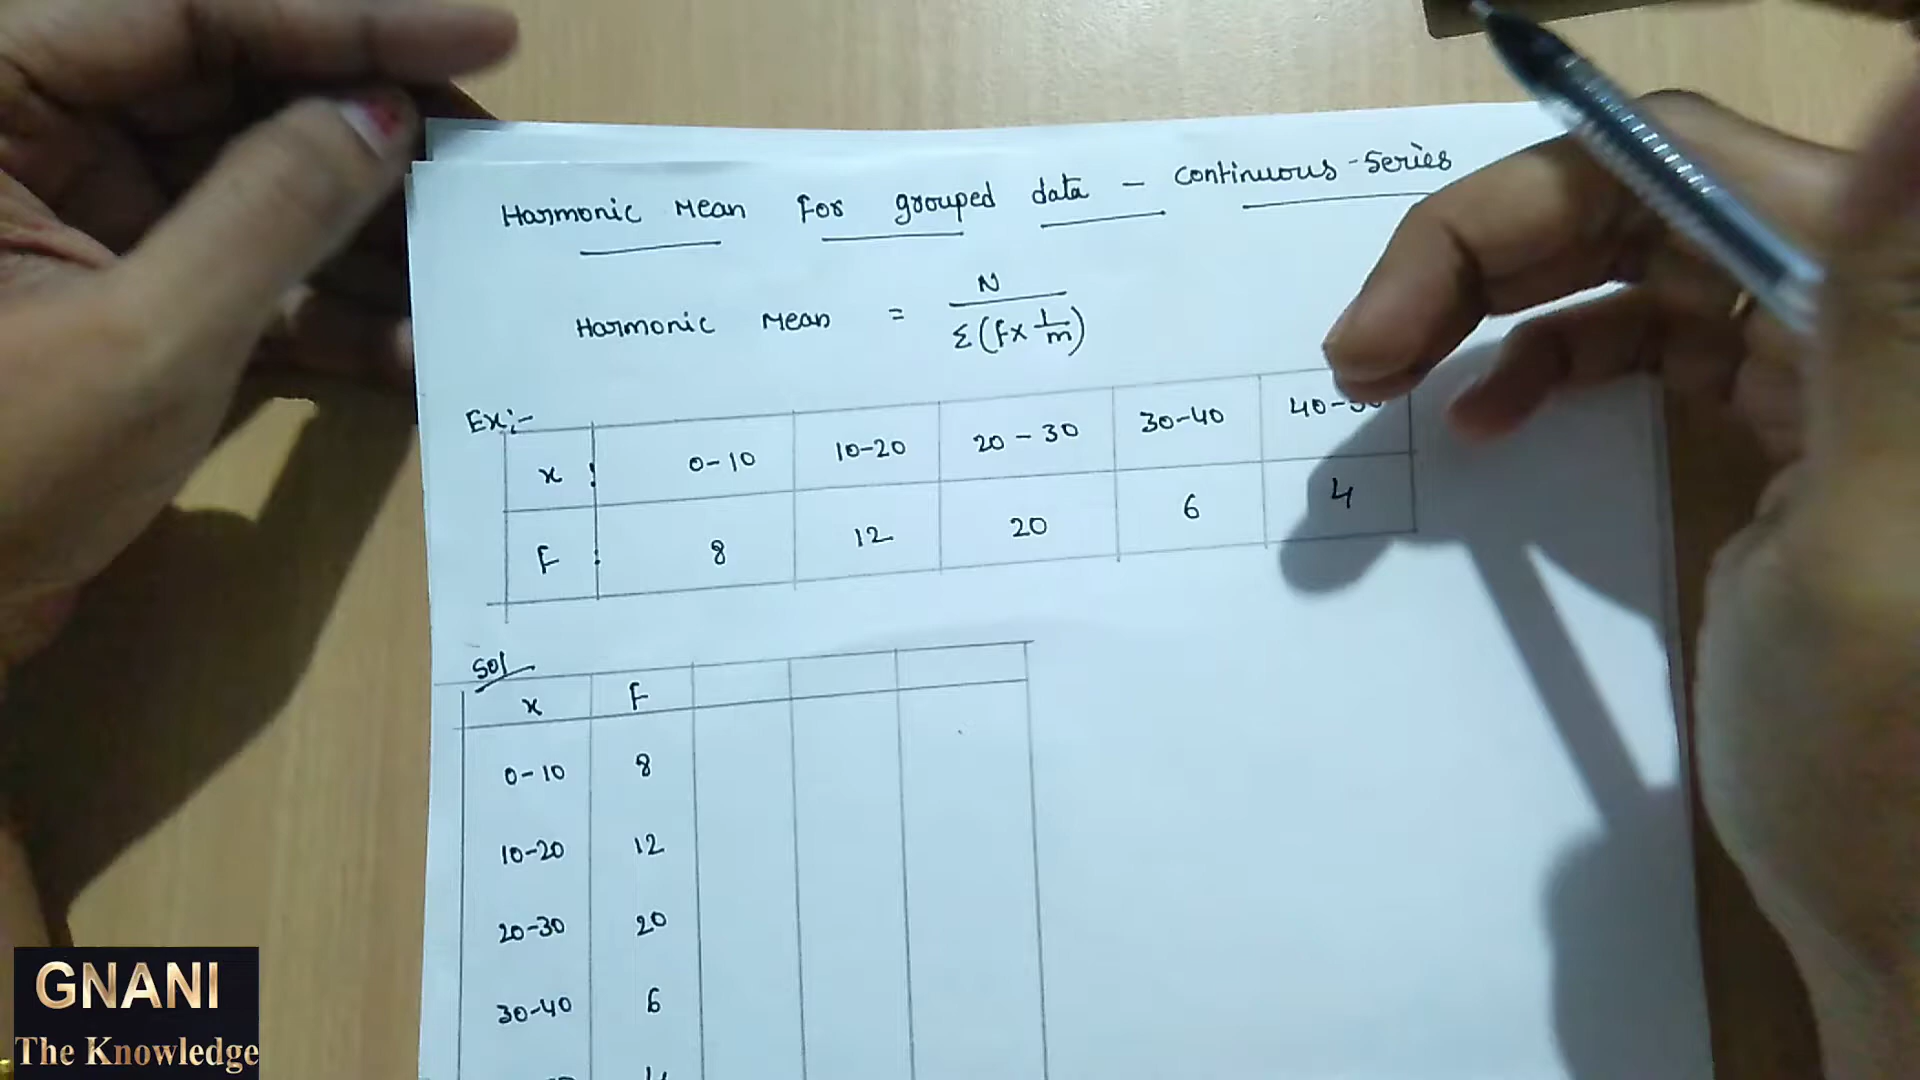 Harmonic Mean For grouped data - continuous-Series
Harmonic Mean = N / Σ(F× 1/m)
Ex:-
x : 0-10 10-20 20-30 30-40 40-
F : 8 12 20 6 4
Sol
x F
0-10 8
10-20 12
20-30 20
30-40 6
GNANI
The Knowledge